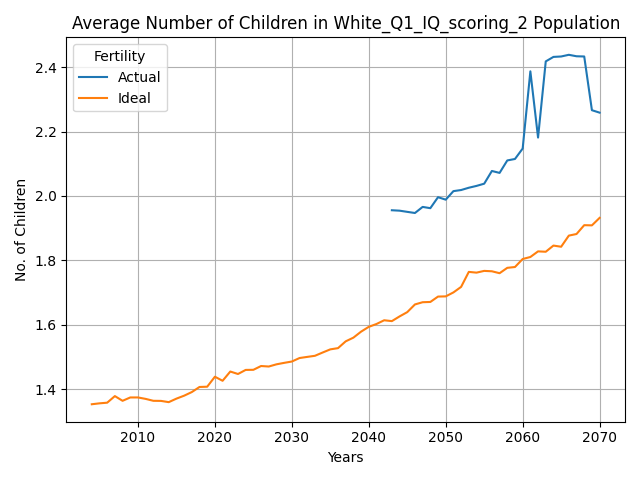 Average Number of Children in White_Q1_IQ_scoring_2 Population
Fertility
Actual
Ideal
No. of Children
2.4
2.2
2.0
1.8
1.6
1.4
2010 2020 2030 2040 2050 2060 2070
Years